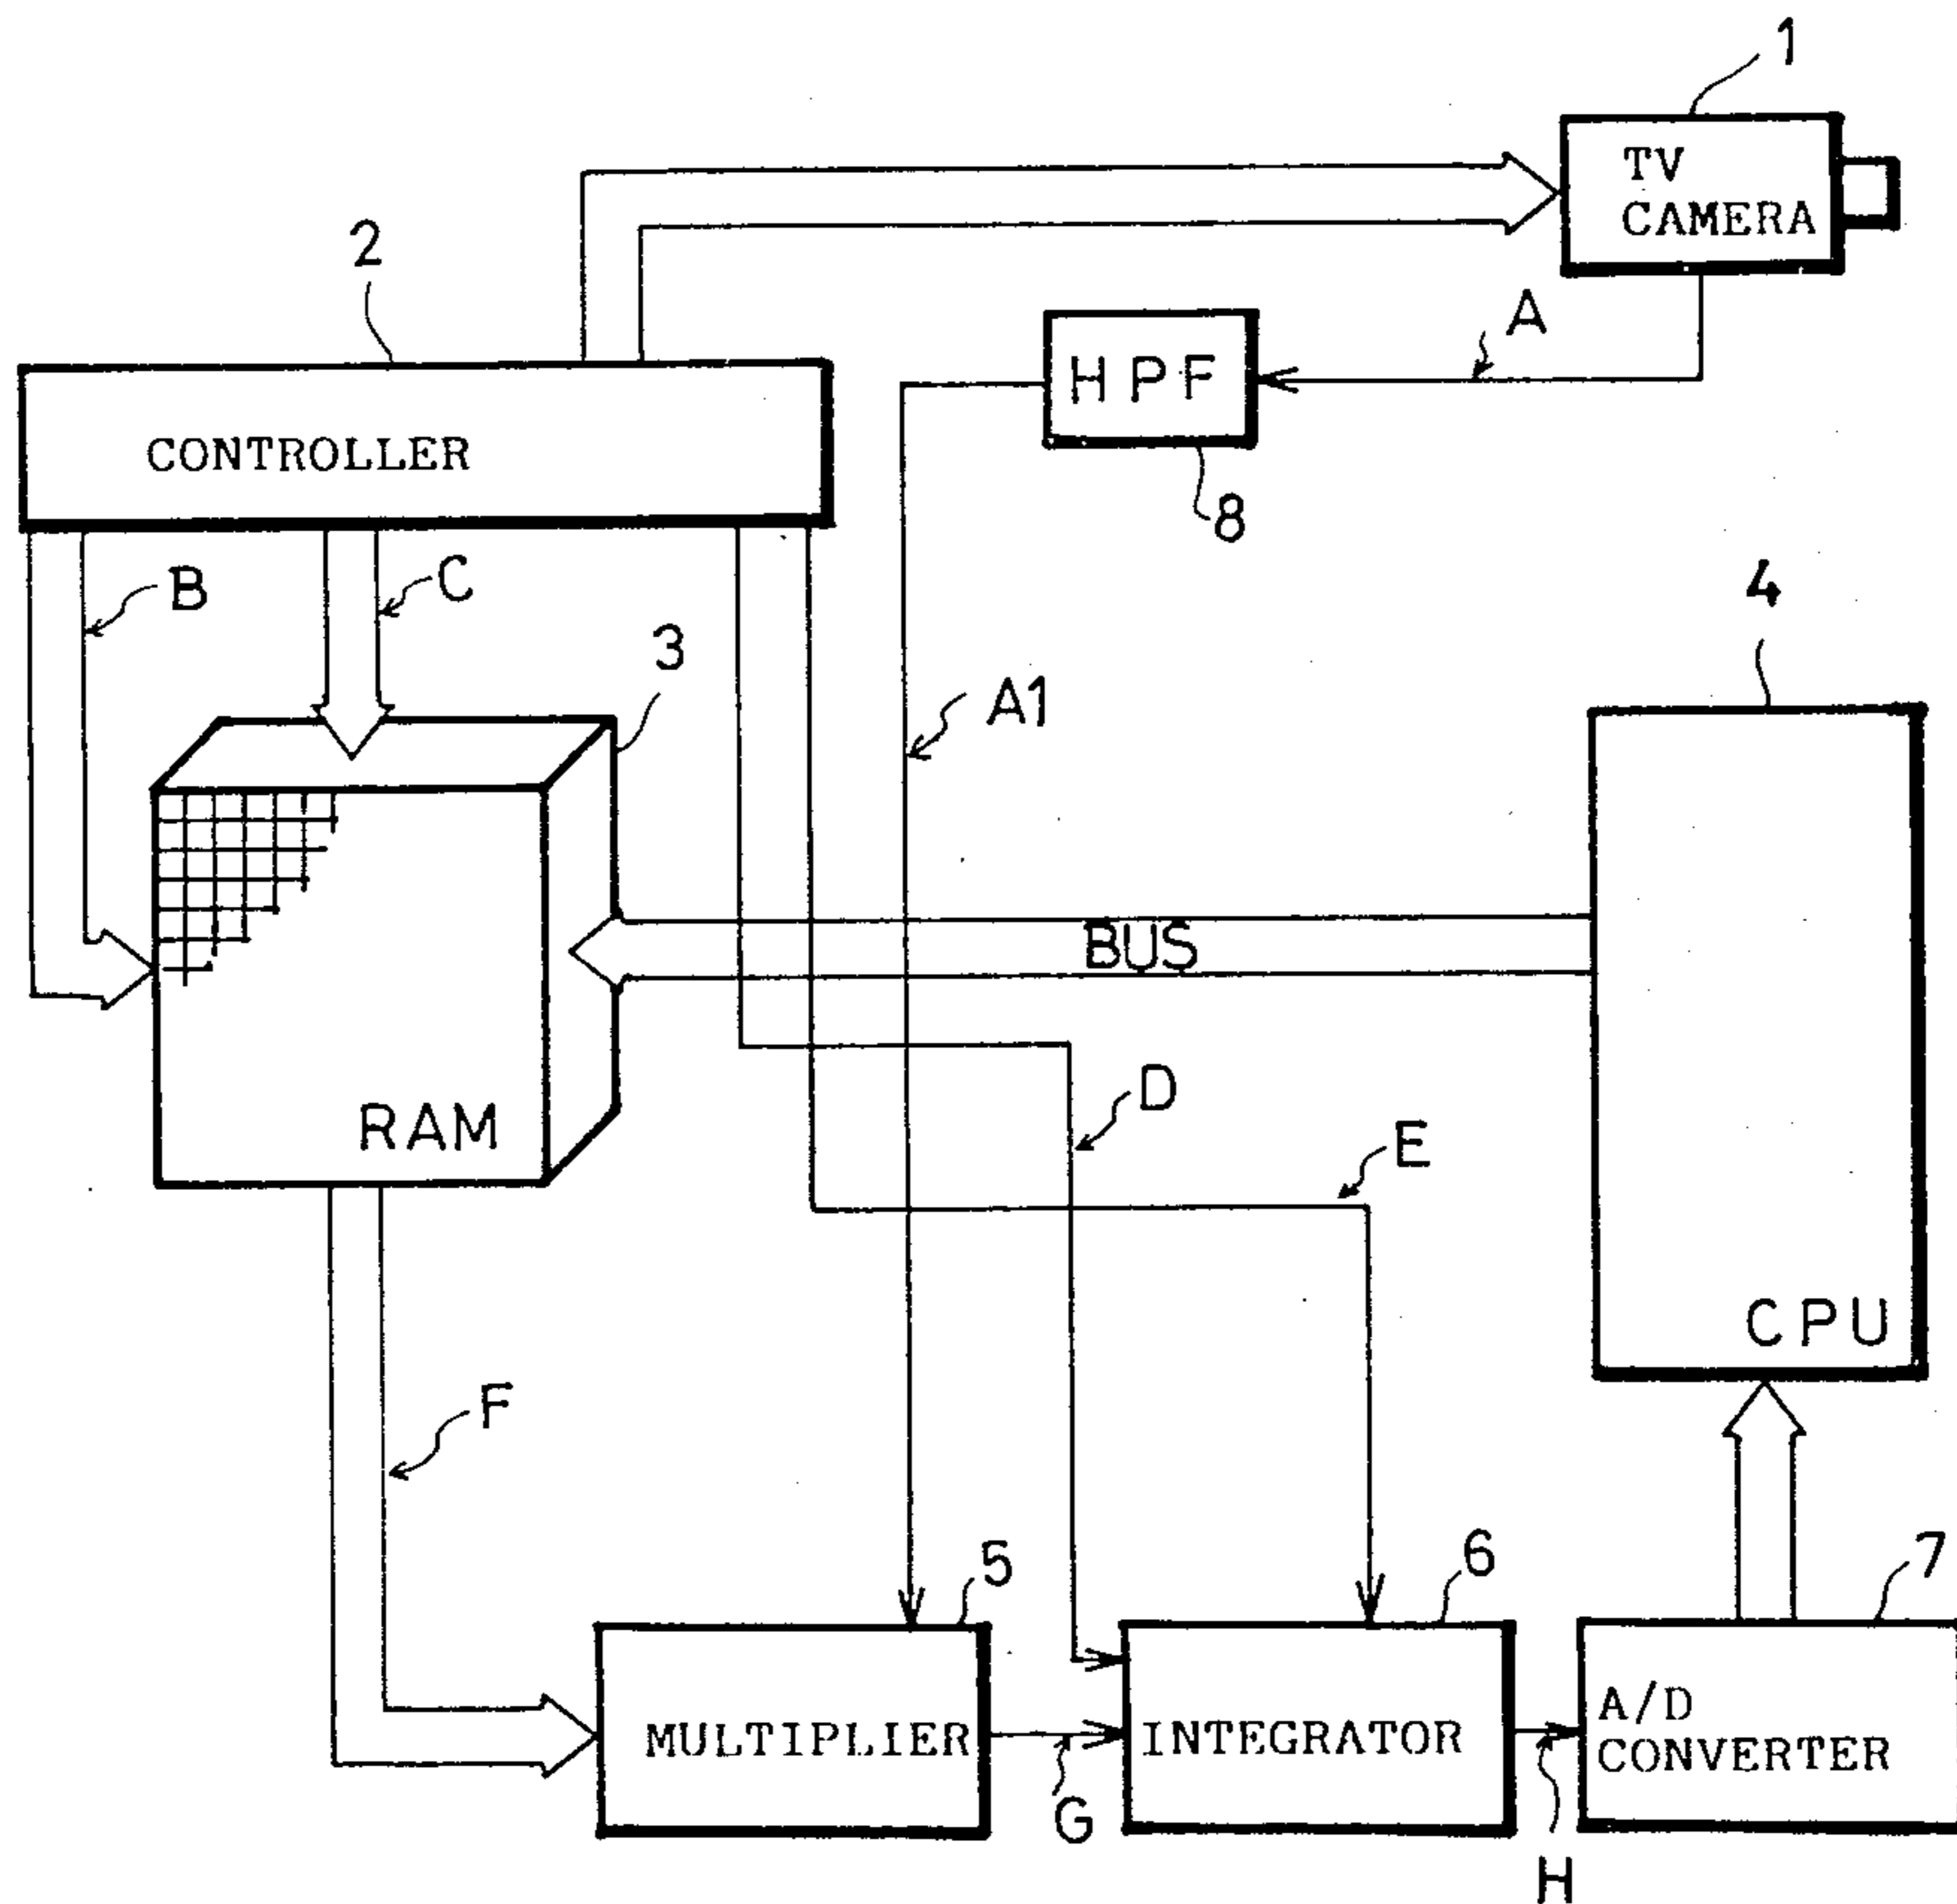 1
TV
CAMERA
2
A
HPF
CONTROLLER
8
B
C
4
3
A1
BUS
D
RAM
E
CPU
F
5
6
7
MULTIPLIER
INTEGRATOR
A/D
CONVERTER
G
H